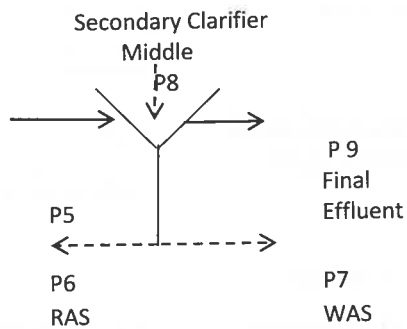 Secondary Clarifier
Middle
P8
P 9
Final
Effluent
P5
P6
RAS
P7
WAS